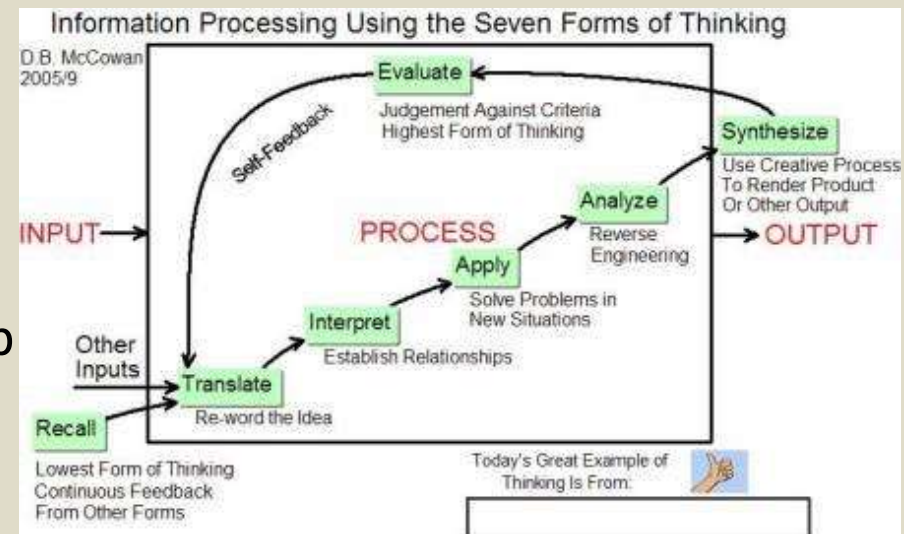 Information Processing Using the Seven Forms of Thinking
D.B. McCowan
2005/9
Evaluate
Judgement Against Criteria
Highest Form of Thinking
Self-Feedback
Synthesize
Use Creative Process
To Render Product
Or Other Output
Analyze
Reverse
Engineering
INPUT
PROCESS
OUTPUT
Apply
Solve Problems in
New Situations
Interpret
Establish Relationships
Other
Inputs
Translate
Re-word the Idea
Recall
Lowest Form of Thinking
Continuous Feedback
From Other Forms
Today's Great Example of
Thinking Is From: